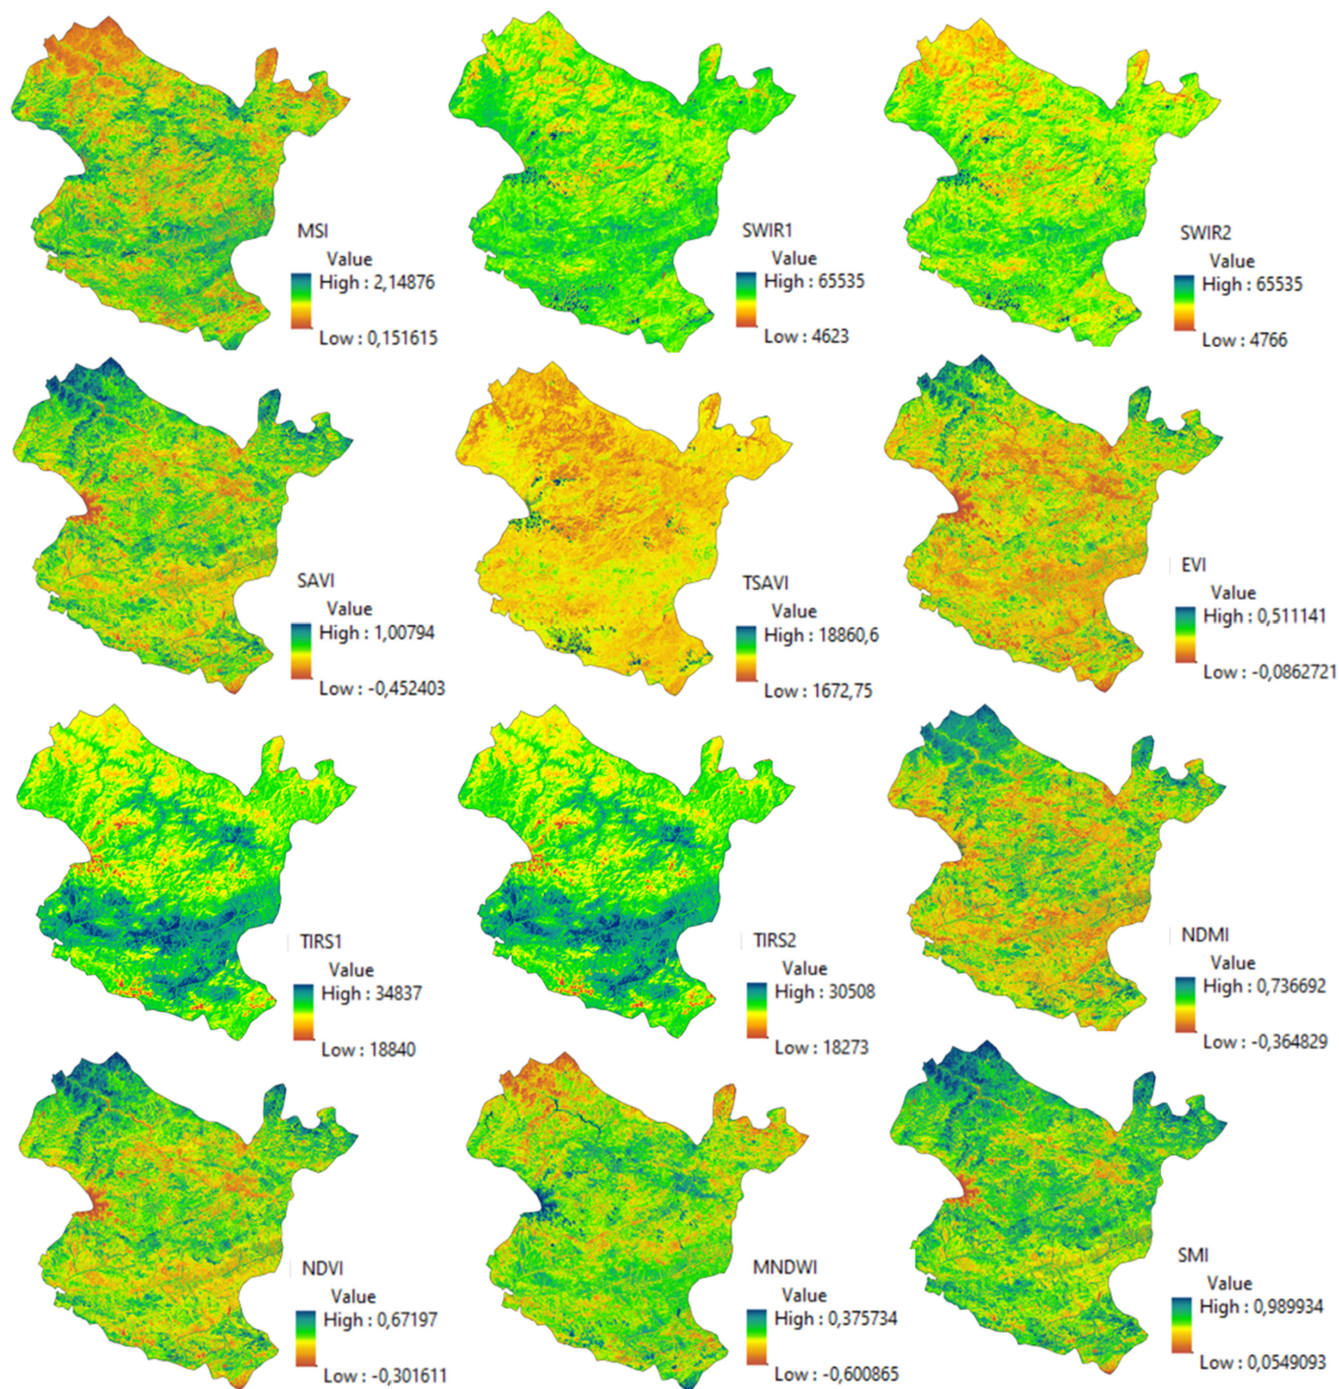 MSI
Value
High : 2,14876
Low : 0,151615
SWIR1
Value
High : 65535
Low : 4623
SWIR2
Value
High : 65535
Low : 4766
SAVI
Value
High : 1,00794
Low : -0,452403
TSAVI
Value
High : 18860,6
Low : 1672,75
EVI
Value
High : 0,511141
Low : -0,0862721
TIRS1
Value
High : 34837
Low : 18840
TIRS2
Value
High : 30508
Low : 18273
NDMI
Value
High : 0,736692
Low : -0,364829
NDVI
Value
High : 0,67197
Low : -0,301611
MNDWI
Value
High : 0,375734
Low : -0,600865
SMI
Value
High : 0,989934
Low : 0,0549093